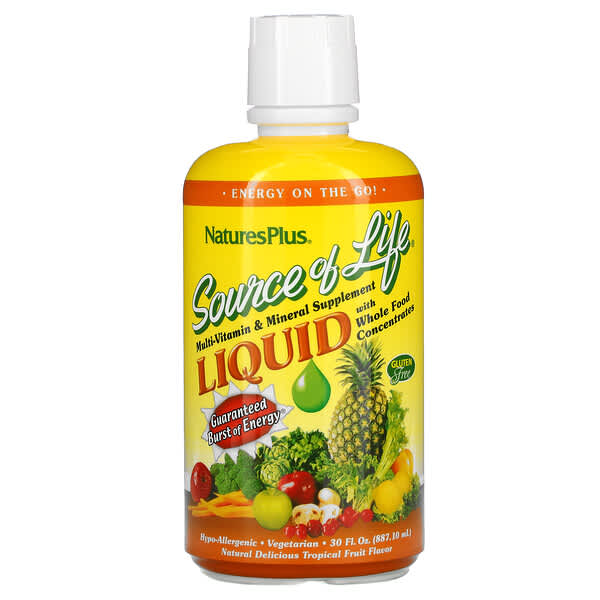 · ENERGY ON THE GO! ·
NaturesPlus®
Source of Life®
Multi-Vitamin & Mineral Supplement
LIQUID
with
Whole Food
Concentrates
GLUTEN
free
Guaranteed
Burst of Energy®
Hypo-Allergenic · Vegetarian · 30 Fl. Oz. (887.10 mL)
Natural Delicious Tropical Fruit Flavor